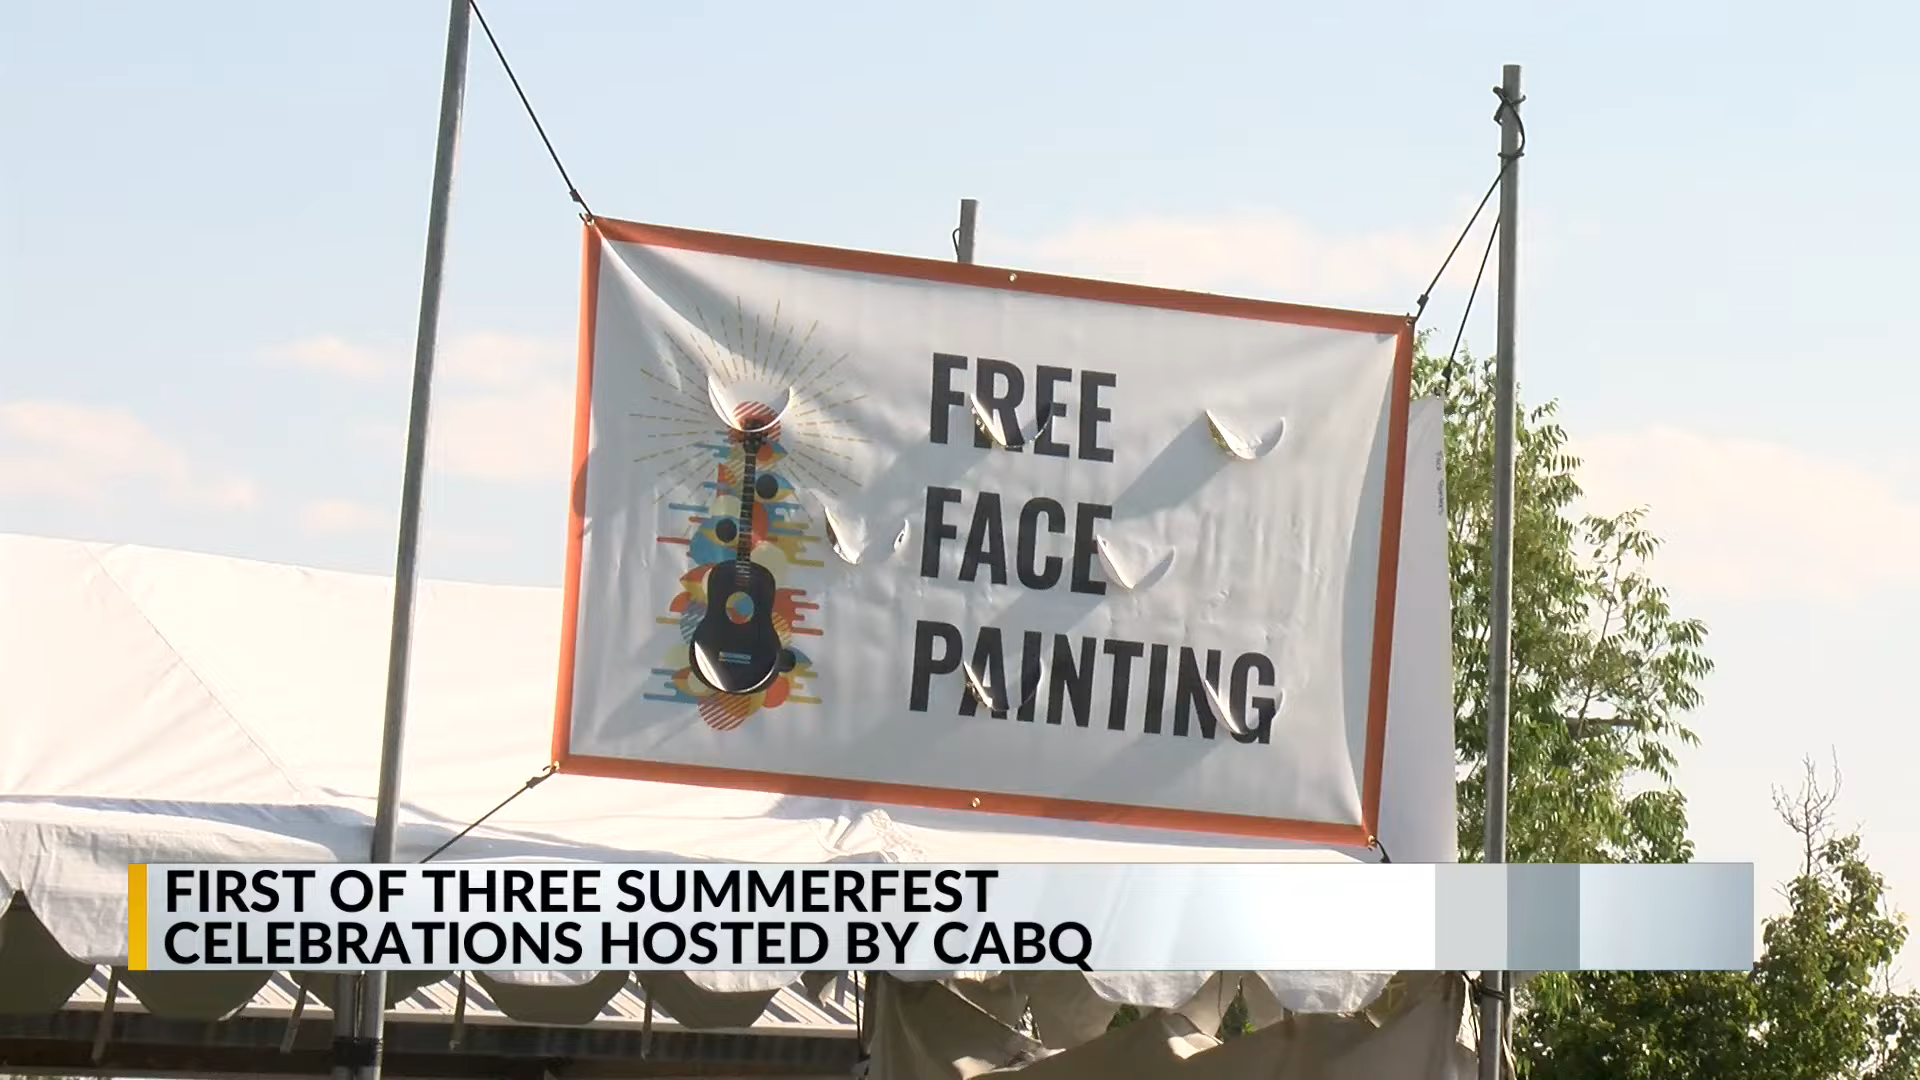 FREE
FACE
PAINTING
FIRST OF THREE SUMMERFEST
CELEBRATIONS HOSTED BY CABQ